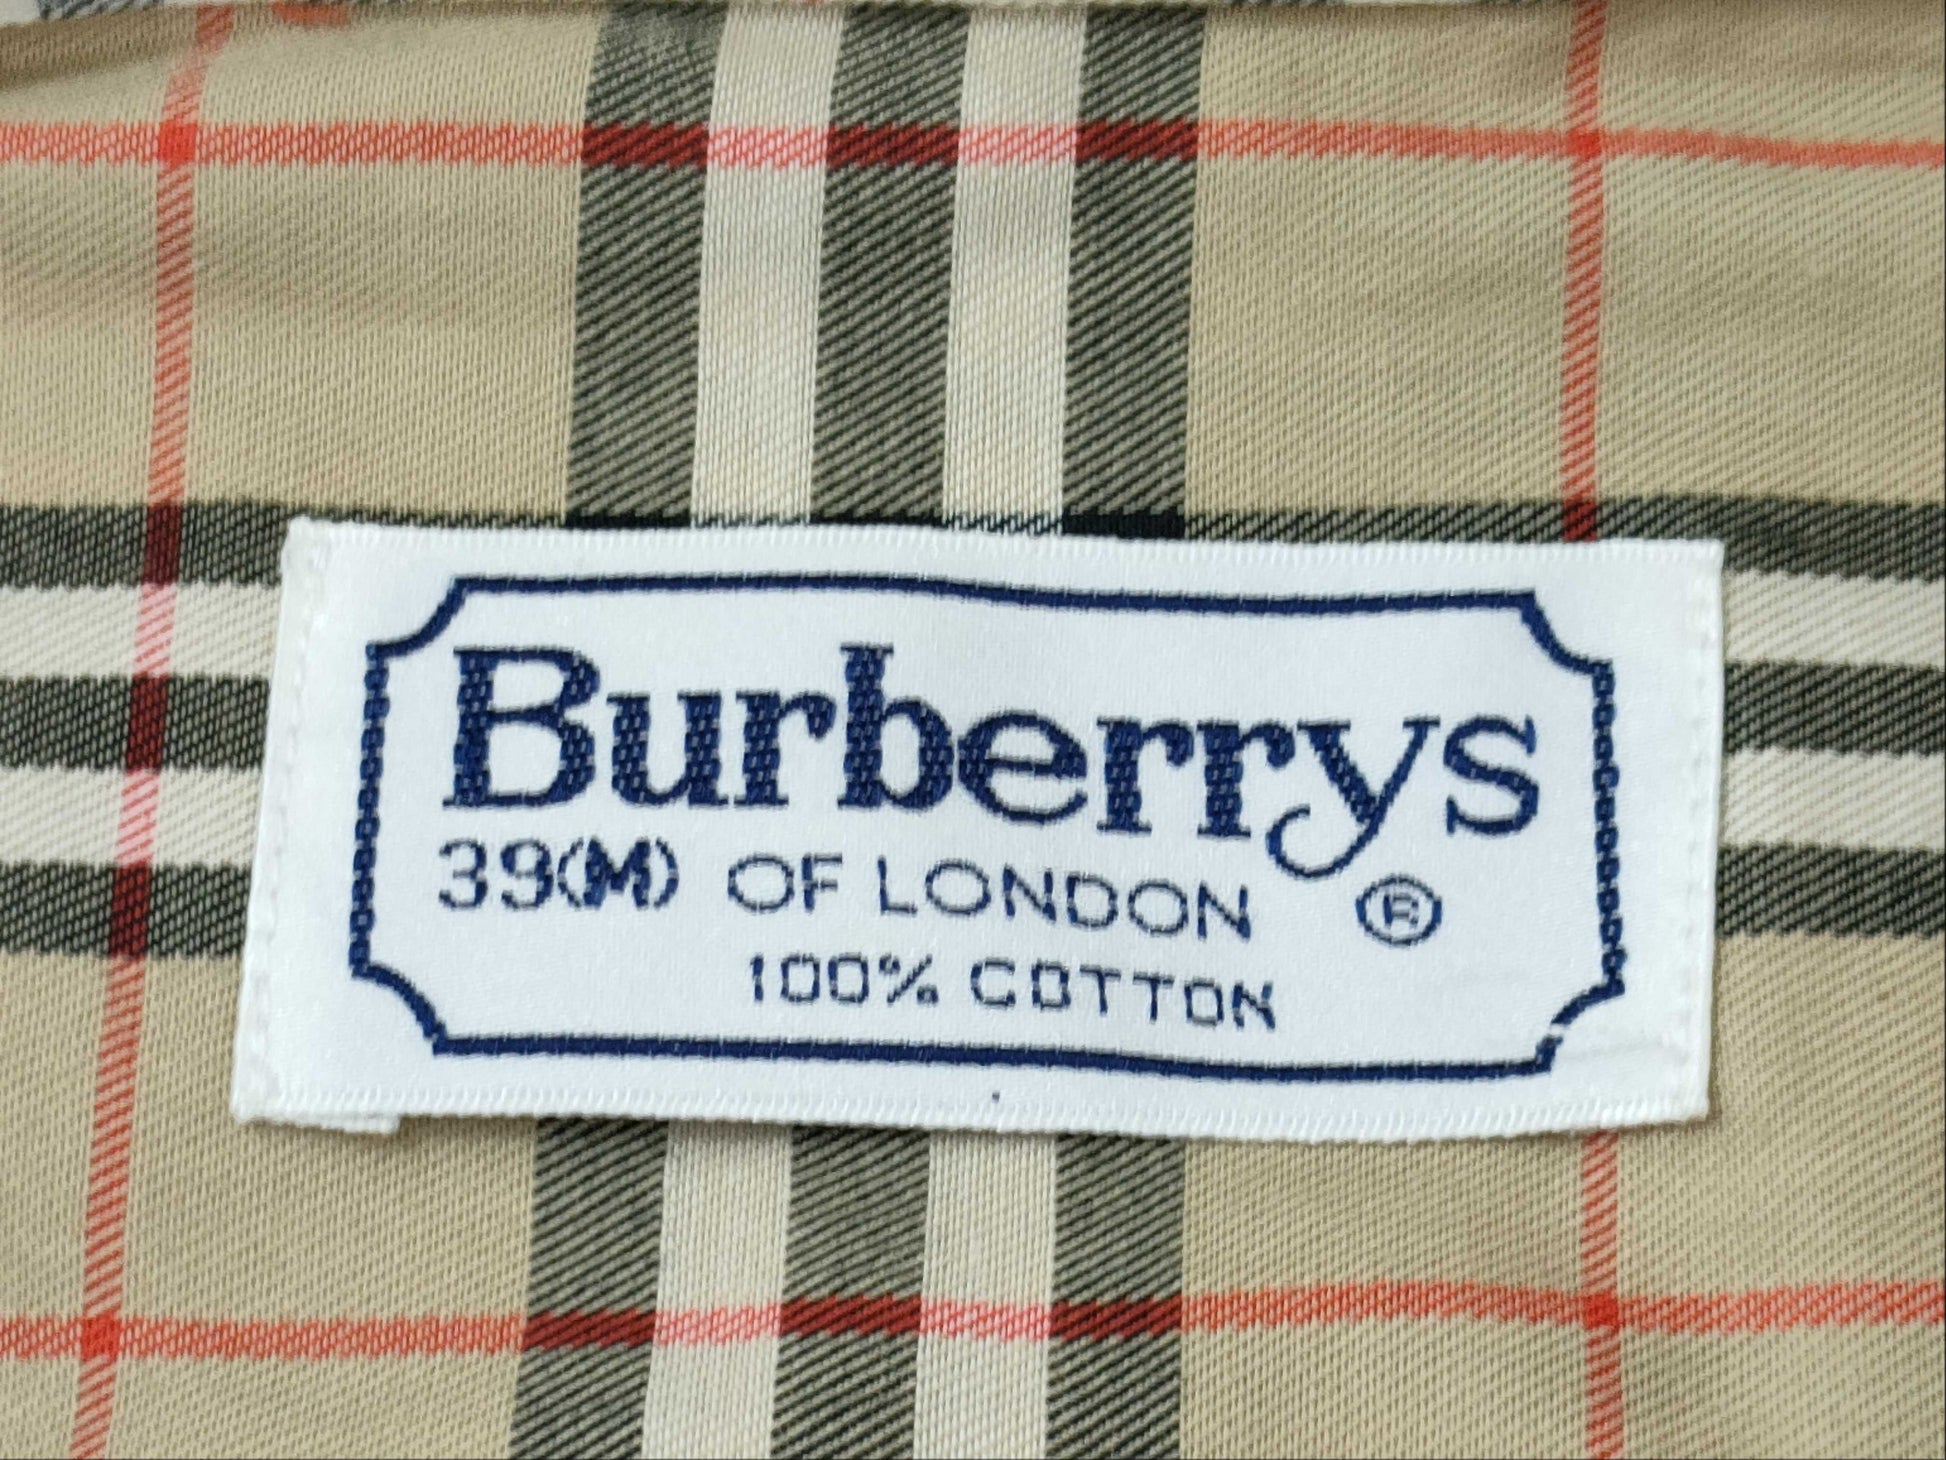 Burberrys
39(M) OF LONDON ®
100% COTTON